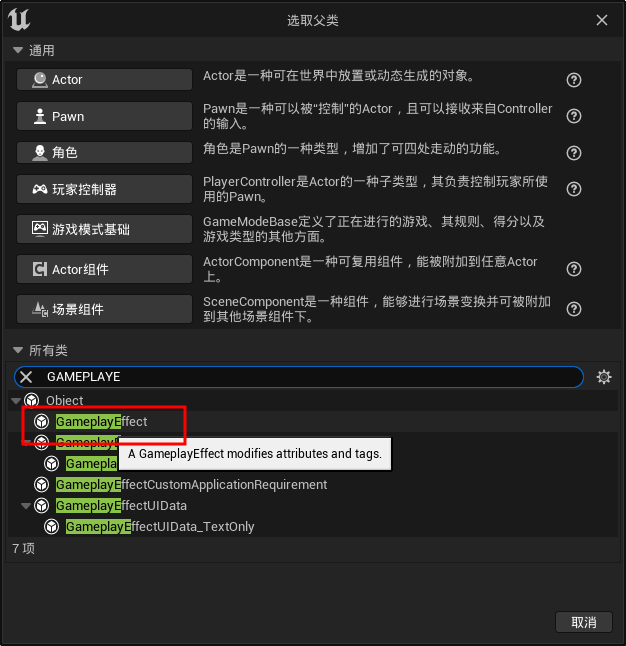 选取父类
通用
Actor
Actor是一种可在世界中放置或动态生成的对象。
Pawn
Pawn是一种可以被“控制”的Actor，且可以接收来自Controller
的输入。
角色
角色是Pawn的一种类型，增加了可四处走动的功能。
玩家控制器
PlayerController是Actor的一种子类型，其负责控制玩家所使
用的Pawn。
游戏模式基础
GameModeBase定义了正在进行的游戏、其规则、得分以及
游戏类型的其他方面。
Actor组件
ActorComponent是一种可复用组件，能被附加到任意Actor
上。
场景组件
SceneComponent是一种组件，能够进行场景变换并可被附加
到其他场景组件下。
所有类
GAMEPLAYE
Object
GameplayEffect
A GameplayEffect modifies attributes and tags.
GameplayEffectCustomApplicationRequirement
GameplayEffectUIData
GameplayEffectUIData_TextOnly
7 项
取消